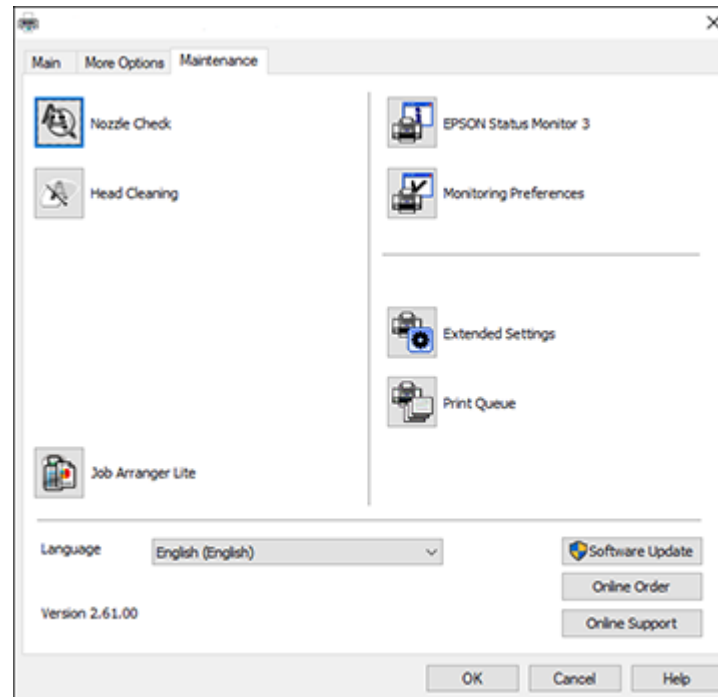 Main More Options Maintenance
Nozzle Check
Head Cleaning
Job Arranger Lite
EPSON Status Monitor 3
Monitoring Preferences
Extended Settings
Print Queue
Language English (English)
Version 2.61.00
Software Update
Online Order
Online Support
OK Cancel Help